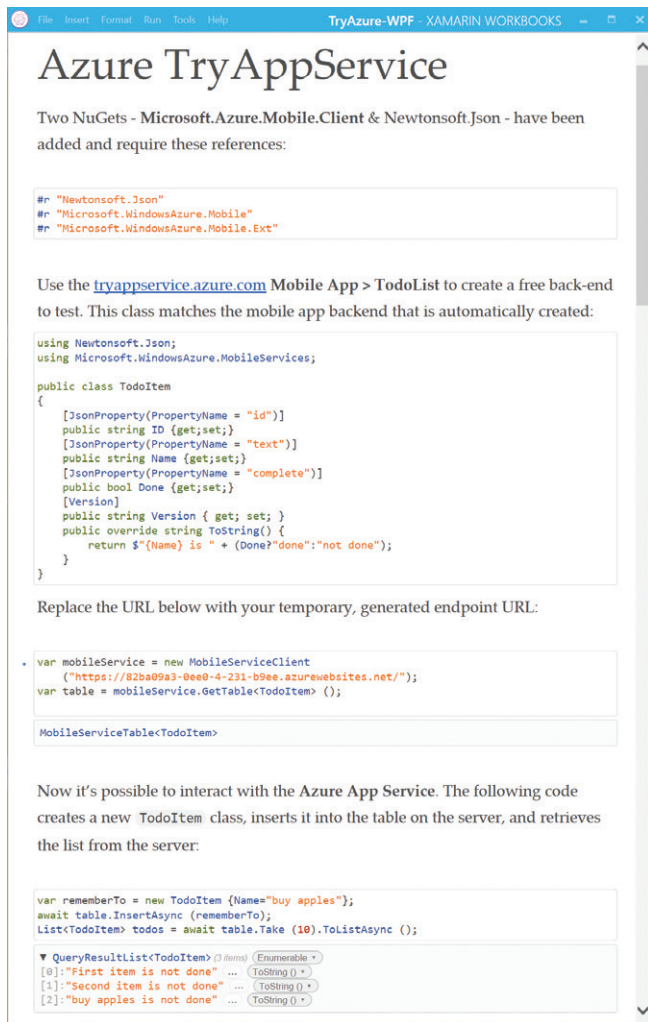 File Insert Format Run Tools Help TryAzure-WPF - XAMARIN WORKBOOKS
Azure TryAppService
Two NuGets - Microsoft.Azure.Mobile.Client & Newtonsoft.Json - have been
added and require these references:
#r "Newtonsoft.Json"
#r "Microsoft.WindowsAzure.Mobile"
#r "Microsoft.WindowsAzure.Mobile.Ext"
Use the tryappservice.azure.com Mobile App > TodoList to create a free back-end
to test. This class matches the mobile app backend that is automatically created:
using Newtonsoft.Json;
using Microsoft.WindowsAzure.MobileServices;
public class TodoItem
{
    [JsonProperty(PropertyName = "id")]
    public string ID {get;set;}
    [JsonProperty(PropertyName = "text")]
    public string Name {get;set;}
    [JsonProperty(PropertyName = "complete")]
    public bool Done {get;set;}
    [Version]
    public string Version { get; set; }
    public override string ToString() {
        return $"{Name} is " + (Done?"done":"not done");
    }
}
Replace the URL below with your temporary, generated endpoint URL:
var mobileService = new MobileServiceClient
    ("https://82ba09a3-0ee0-4-231-b9ee.azurewebsites.net/");
var table = mobileService.GetTable<TodoItem> ();
MobileServiceTable<TodoItem>
Now it's possible to interact with the Azure App Service. The following code
creates a new TodoItem class, inserts it into the table on the server, and retrieves
the list from the server:
var rememberTo = new TodoItem {Name="buy apples"};
await table.InsertAsync (rememberTo);
List<TodoItem> todos = await table.Take (10).ToListAsync ();
▼ QueryResultList<TodoItem> (3 items) Enumerable
[0]:"First item is not done" ... ToString ()
[1]:"Second item is not done" ... ToString ()
[2]:"buy apples is not done" ... ToString ()